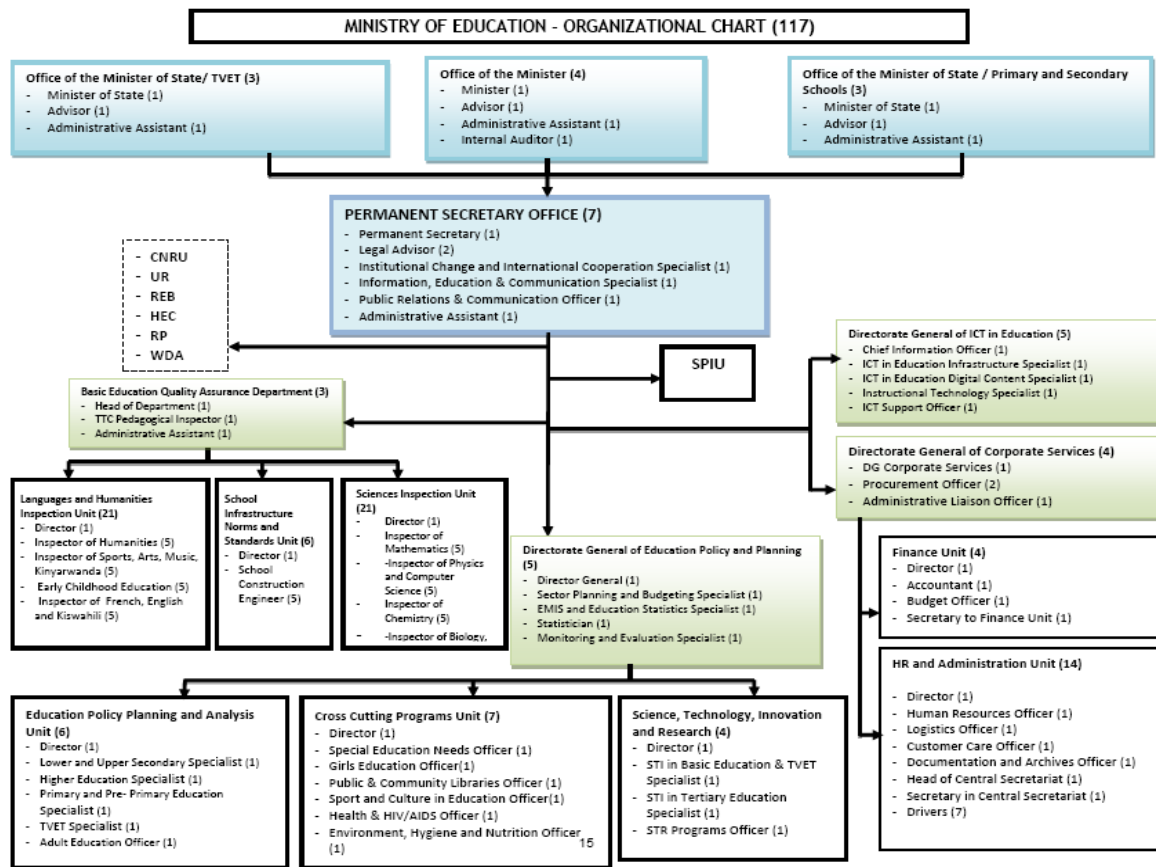 MINISTRY OF EDUCATION - ORGANIZATIONAL CHART (117)
Office of the Minister of State/ TVET (3)
- Minister of State (1)
- Advisor (1)
- Administrative Assistant (1)
Office of the Minister (4)
- Minister (1)
- Advisor (1)
- Administrative Assistant (1)
- Internal Auditor (1)
Office of the Minister of State / Primary and Secondary
Schools (3)
- Minister of State (1)
- Advisor (1)
- Administrative Assistant (1)
PERMANENT SECRETARY OFFICE (7)
- Permanent Secretary (1)
- Legal Advisor (2)
- Institutional Change and International Cooperation Specialist (1)
- Information, Education & Communication Specialist (1)
- Public Relations & Communication Officer (1)
- Administrative Assistant (1)
- CNRU
- UR
- REB
- HEC
- RP
- WDA
SPIU
Directorate General of ICT in Education (5)
- Chief Information Officer (1)
- ICT in Education Infrastructure Specialist (1)
- ICT in Education Digital Content Specialist (1)
- Instructional Technology Specialist (1)
- ICT Support Officer (1)
Basic Education Quality Assurance Department (3)
- Head of Department (1)
- TTC Pedagogical Inspector (1)
- Administrative Assistant (1)
Directorate General of Corporate Services (4)
- DG Corporate Services (1)
- Procurement Officer (2)
- Administrative Liaison Officer (1)
Languages and Humanities
Inspection Unit (21)
- Director (1)
- Inspector of Humanities (5)
- Inspector of Sports, Arts, Music,
Kinyarwanda (5)
- Early Childhood Education (5)
- Inspector of French, English
and Kiswahili (5)
School
Infrastructure
Norms and
Standards Unit (6)
- Director (1)
- School
Construction
Engineer (5)
Sciences Inspection Unit
(21)
- Director (1)
- Inspector of
Mathematics (5)
- -Inspector of Physics
and Computer
Science (5)
- Inspector of
Chemistry (5)
- -Inspector of Biology,
Directorate General of Education Policy and Planning
(5)
- Director General (1)
- Sector Planning and Budgeting Specialist (1)
- EMIS and Education Statistics Specialist (1)
- Statistician (1)
- Monitoring and Evaluation Specialist (1)
Finance Unit (4)
- Director (1)
- Accountant (1)
- Budget Officer (1)
- Secretary to Finance Unit (1)
HR and Administration Unit (14)
- Director (1)
- Human Resources Officer (1)
- Logistics Officer (1)
- Customer Care Officer (1)
- Documentation and Archives Officer (1)
- Head of Central Secretariat (1)
- Secretary in Central Secretariat (1)
- Drivers (7)
Education Policy Planning and Analysis
Unit (6)
- Director (1)
- Lower and Upper Secondary Specialist (1)
- Higher Education Specialist (1)
- Primary and Pre- Primary Education
Specialist (1)
- TVET Specialist (1)
- Adult Education Officer (1)
Cross Cutting Programs Unit (7)
- Director (1)
- Special Education Needs Officer (1)
- Girls Education Officer(1)
- Public & Community Libraries Officer (1)
- Sport and Culture in Education Officer(1)
- Health & HIV/AIDS Officer (1)
- Environment, Hygiene and Nutrition Officer
(1)
15
Science, Technology, Innovation
and Research (4)
- Director (1)
- STI in Basic Education & TVET
Specialist (1)
- STI in Tertiary Education
Specialist (1)
- STR Programs Officer (1)